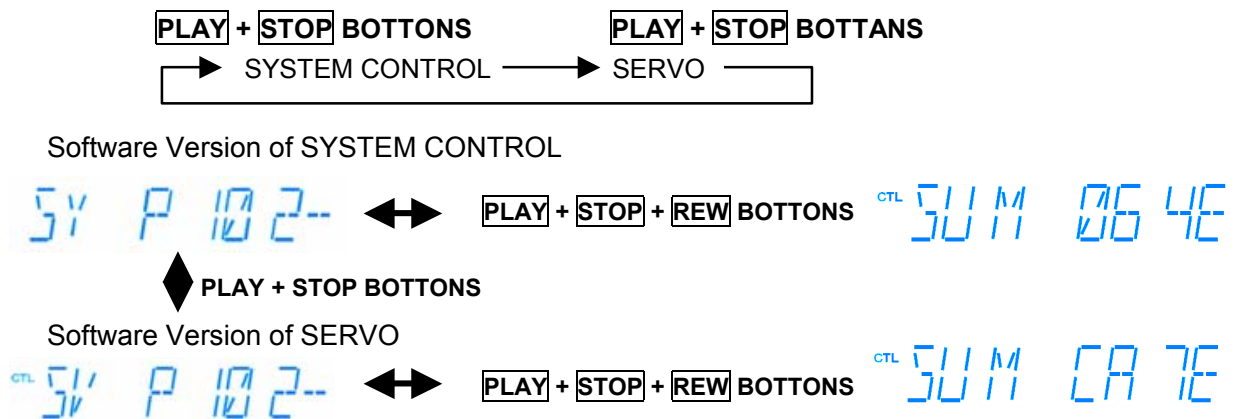 PLAY + STOP BOTTONS PLAY + STOP BOTTANS
SYSTEM CONTROL SERVO
Software Version of SYSTEM CONTROL
SY P 102-- PLAY + STOP + REW BOTTONS CTL SUM 064E
PLAY + STOP BOTTONS
Software Version of SERVO
CTL SV P 102-- PLAY + STOP + REW BOTTONS CTL SUM CA7E